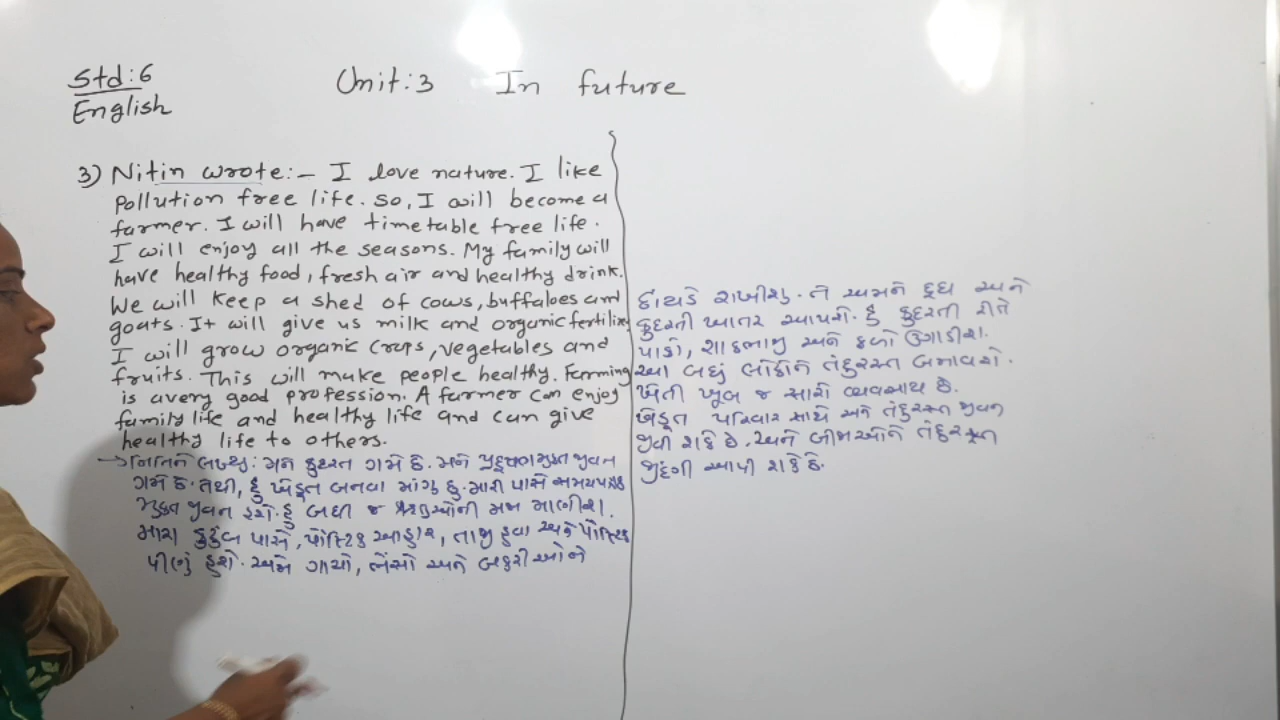 Std:6
English
Unit:3 In future
3) Nitin wrote:- I love nature. I like
pollution free life. So, I will become a
farmer. I will have timetable free life.
I will enjoy all the seasons. My family will
have healthy food, fresh air and healthy drink.
We will keep a shed of cows, buffaloes and
goats. It will give us milk and organic fertilizer
I will grow organic crops, vegetables and
fruits. This will make people healthy. Farming
is a very good profession. A farmer can enjoy
family life and healthy life and can give
healthy life to others.
→ નિતિને લખ્યું: મને કુદરત ગમે છે. મને પ્રદુષણ મુક્ત જીવન
ગમે છે. તેથી, હું ખેડૂત બનવા માંગુ છુ. મારી પાસે સમયપત્રક
મુક્ત જીવન હશે. હું બધી જ ઋતુઓની મજા માણીશ.
મારા કુટુંબ પાસે, પૌષ્ટિક આહાર, તાજી હવા અને પૌષ્ટિક
પીણું હશે. અમે ગાયો, ભેંસો અને બકરીઓને
રાખીશુ. તે અમને દૂધ અને
કુદરતી ખાતર આપશે. હું કુદરતી રીતે
પાકો, શાકભાજી અને ફળો ઉગાડીશ.
આ બધું લોકોને તંદુરસ્ત બનાવશે.
ખેતી ખૂબ જ સારો વ્યવસાય છે.
ખેડૂત પરિવાર સાથે અને તંદુરસ્ત જીવન
જીવી શકે છે. અને બીજાઓને તંદુરસ્ત
જીંદગી આપી શકે છે.